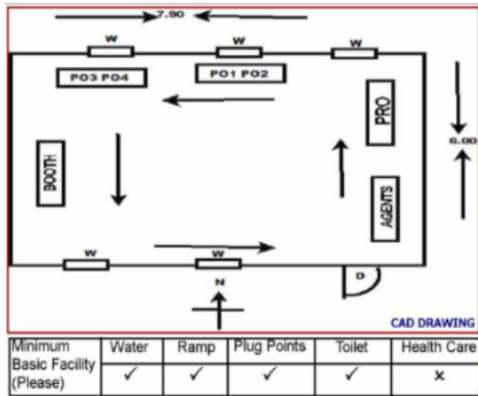 7.90
W W W
PO3 PO4 PO1 PO2
PRO
6.00
BOOTH
AGENTS
W W
D
N
CAD DRAWING
Minimum Basic Facility (Please) Water Ramp Plug Points Toilet Health Care
✓ ✓ ✓ ✓ x